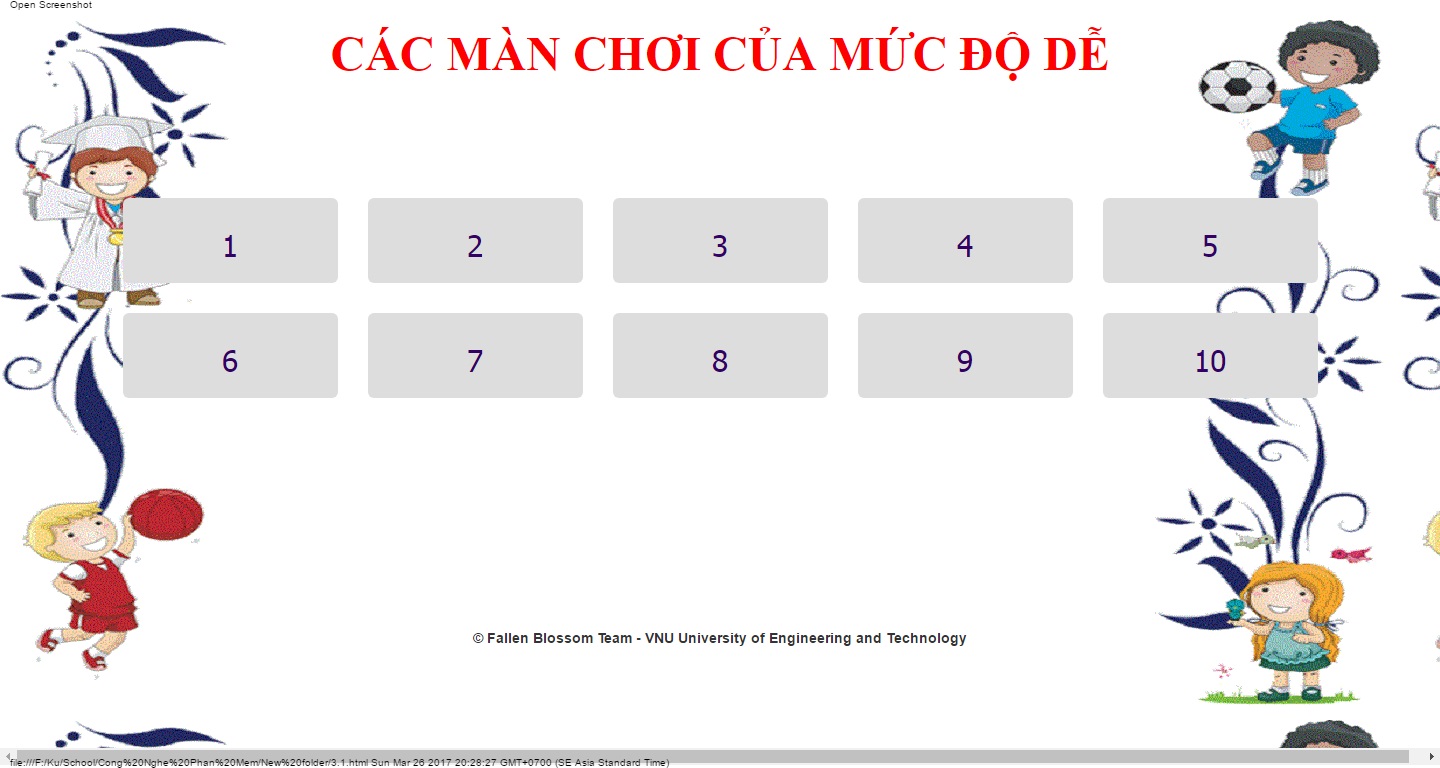 Open Screenshot
CÁC MÀN CHƠI CỦA MỨC ĐỘ DỄ
1 2 3 4 5
6 7 8 9 10
© Fallen Blossom Team - VNU University of Engineering and Technology
file:///F:/Ku/School/Cong%20Nghe%20Phan%20Mem/New%20folder/3.1.html Sun Mar 26 2017 20:28:27 GMT+0700 (SE Asia Standard Time)